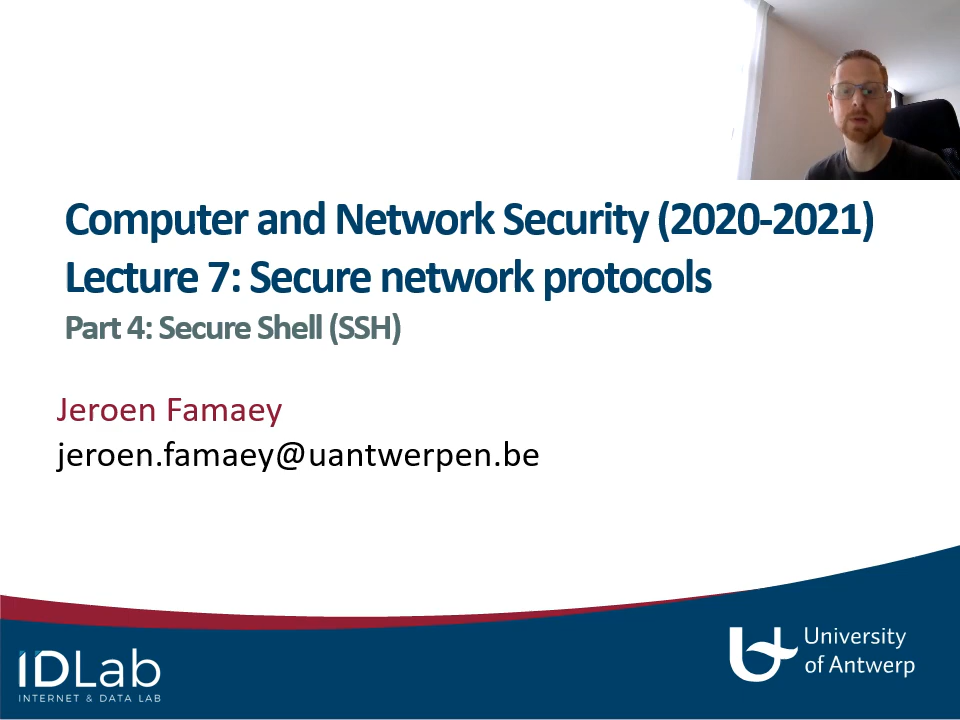 Computer and Network Security (2020-2021)
Lecture 7: Secure network protocols
Part 4: Secure Shell (SSH)
Jeroen Famaey
jeroen.famaey@uantwerpen.be
IDLab
INTERNET & DATA LAB
University
of Antwerp